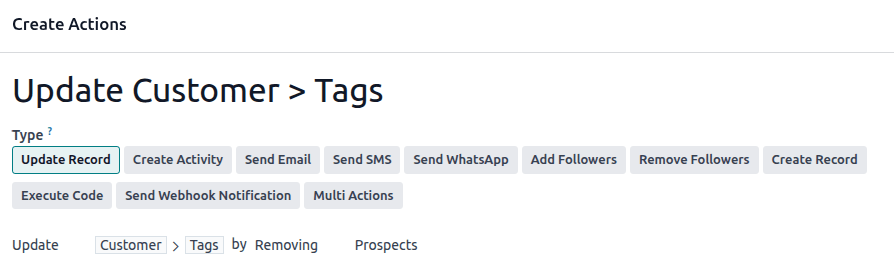 Create Actions
Update Customer > Tags
Type ?
Update Record Create Activity Send Email Send SMS Send WhatsApp Add Followers Remove Followers Create Record
Execute Code Send Webhook Notification Multi Actions
Update Customer > Tags by Removing Prospects